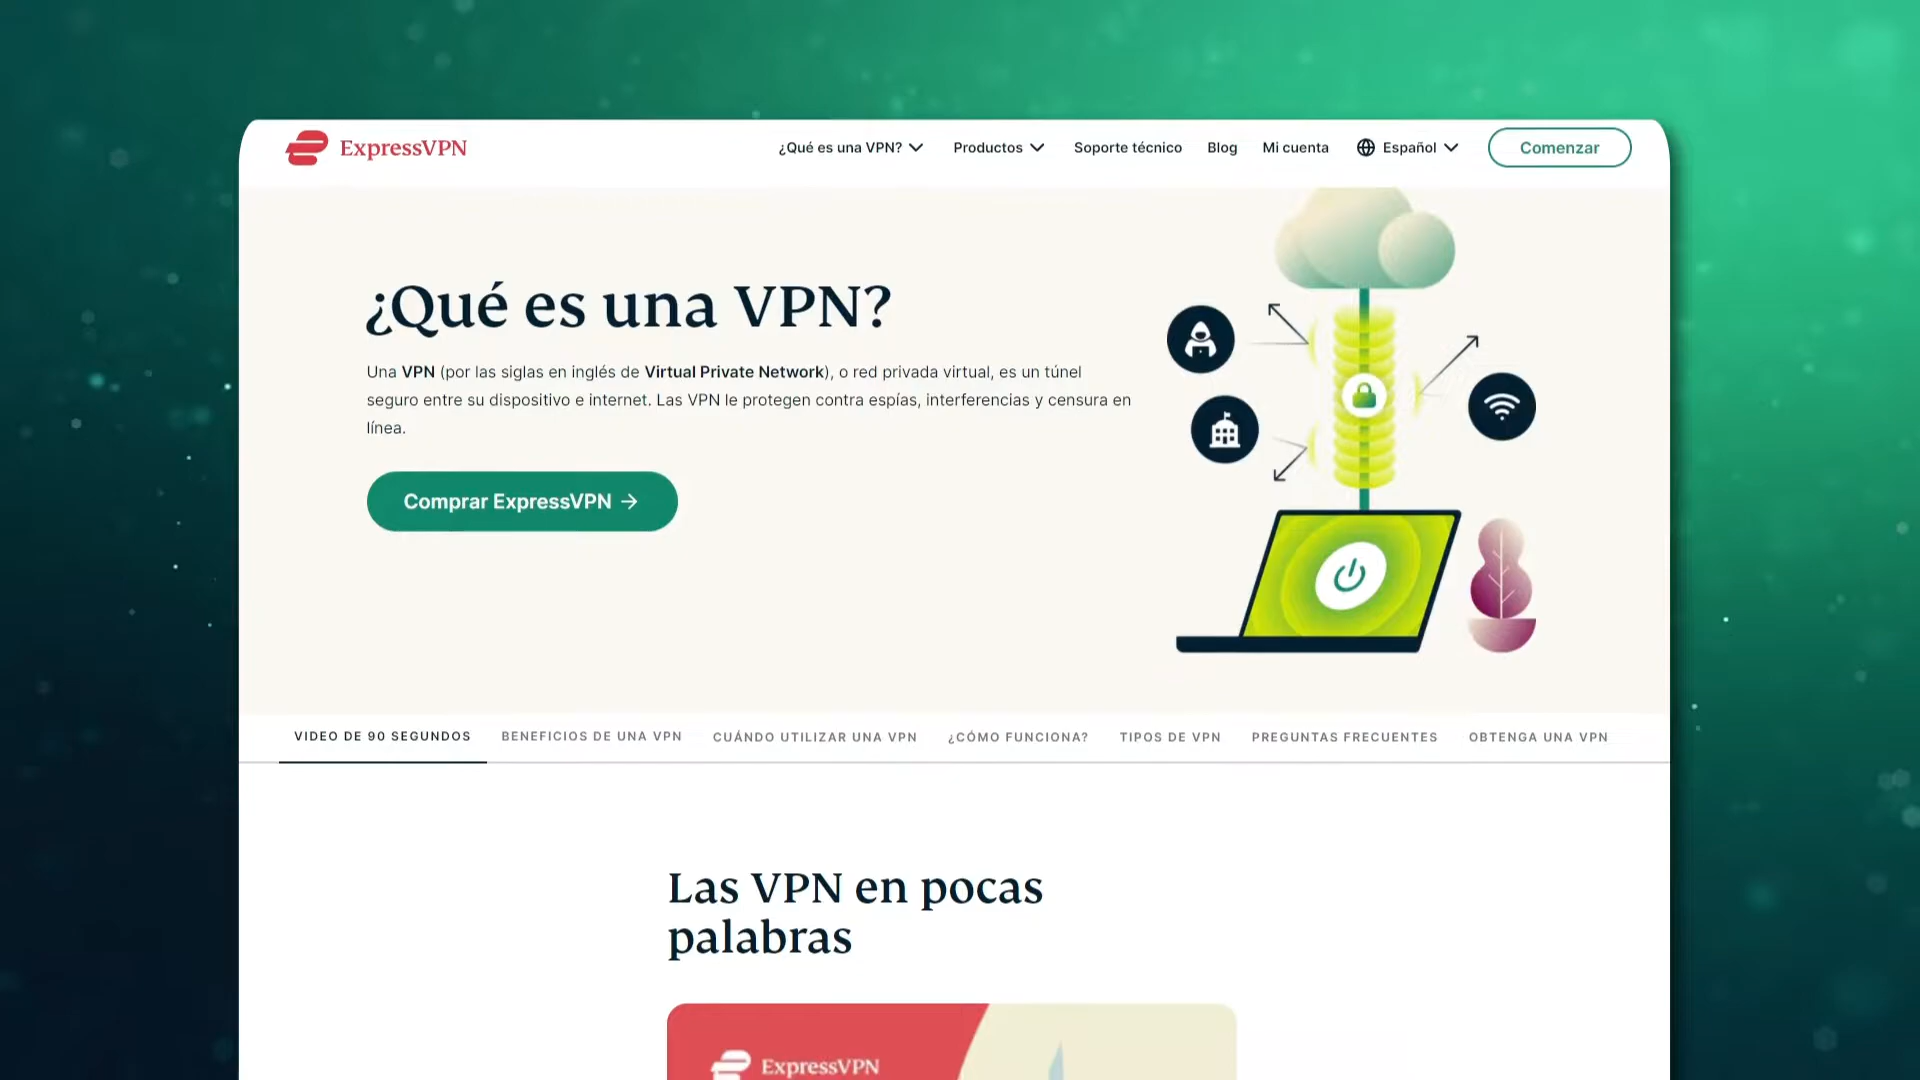 ExpressVPN
¿Qué es una VPN?
Productos
Soporte técnico
Blog
Mi cuenta
Español
Comenzar
¿Qué es una VPN?
Una VPN (por las siglas en inglés de Virtual Private Network), o red privada virtual, es un túnel
seguro entre su dispositivo e internet. Las VPN le protegen contra espías, interferencias y censura en
línea.
Comprar ExpressVPN →
VIDEO DE 90 SEGUNDOS
BENEFICIOS DE UNA VPN
CUÁNDO UTILIZAR UNA VPN
¿CÓMO FUNCIONA?
TIPOS DE VPN
PREGUNTAS FRECUENTES
OBTENGA UNA VPN
Las VPN en pocas
palabras
ExpressVPN